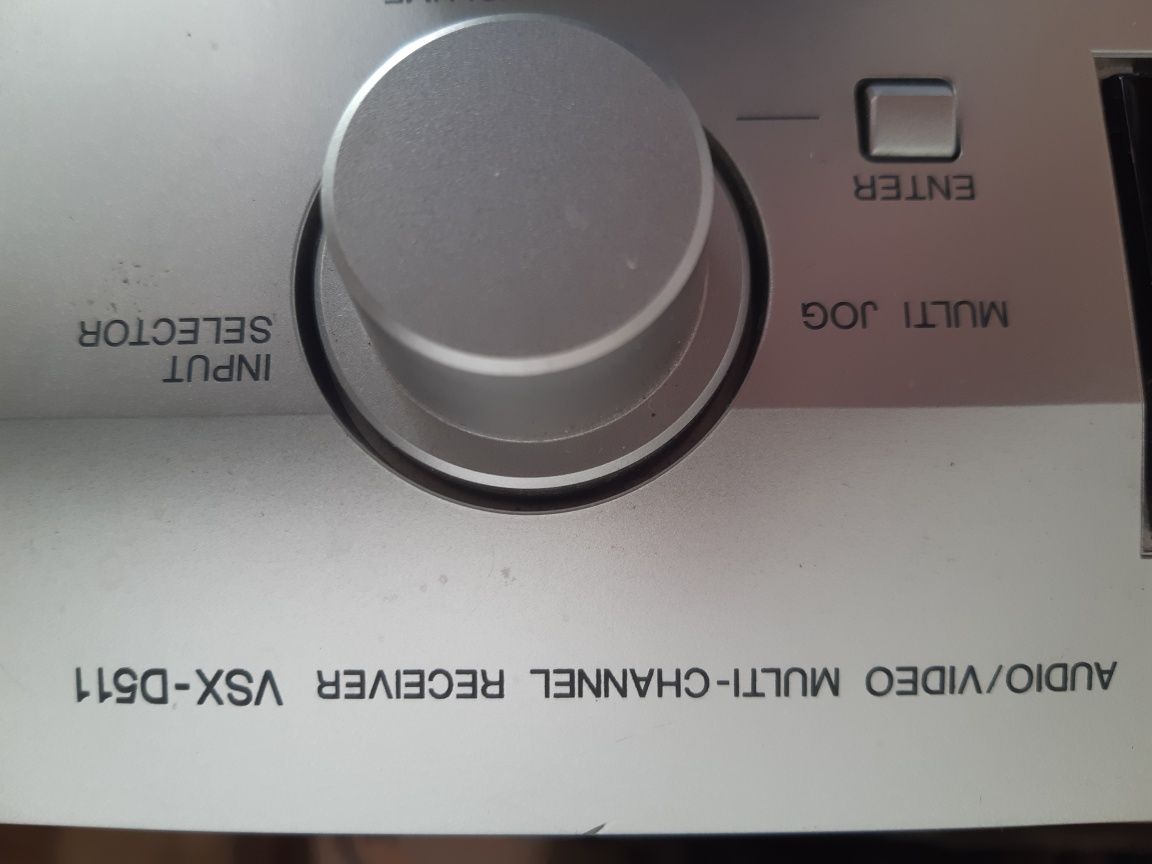 AUDIO/VIDEO MULTI-CHANNEL RECEIVER VSX-D511
INPUT
SELECTOR
MULTI JOG
ENTER